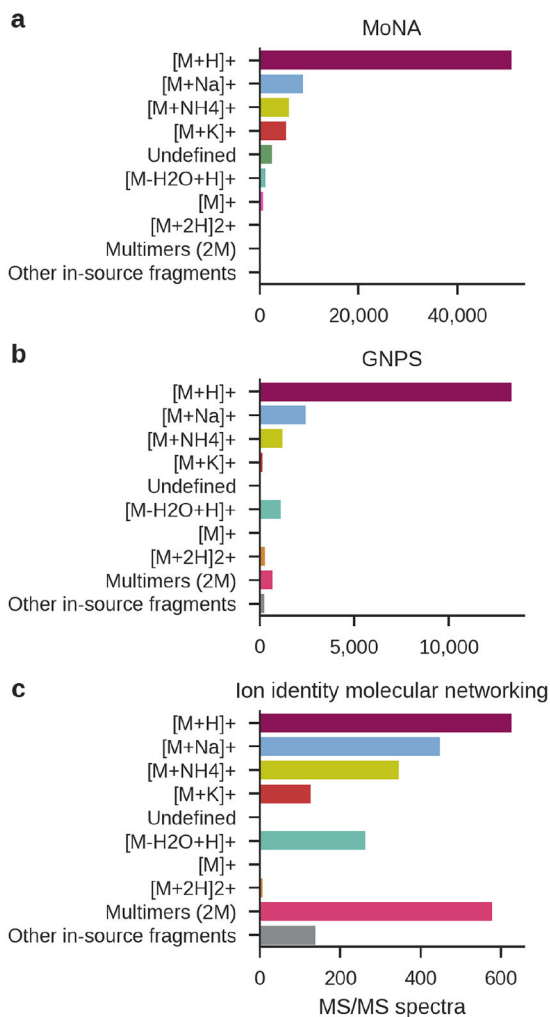 a
MoNA
[M+H]+
[M+Na]+
[M+NH4]+
[M+K]+
Undefined
[M-H2O+H]+
[M]+
[M+2H]2+
Multimers (2M)
Other in-source fragments
0 20,000 40,000
b
GNPS
[M+H]+
[M+Na]+
[M+NH4]+
[M+K]+
Undefined
[M-H2O+H]+
[M]+
[M+2H]2+
Multimers (2M)
Other in-source fragments
0 5,000 10,000
c
Ion identity molecular networking
[M+H]+
[M+Na]+
[M+NH4]+
[M+K]+
Undefined
[M-H2O+H]+
[M]+
[M+2H]2+
Multimers (2M)
Other in-source fragments
0 200 400 600
MS/MS spectra